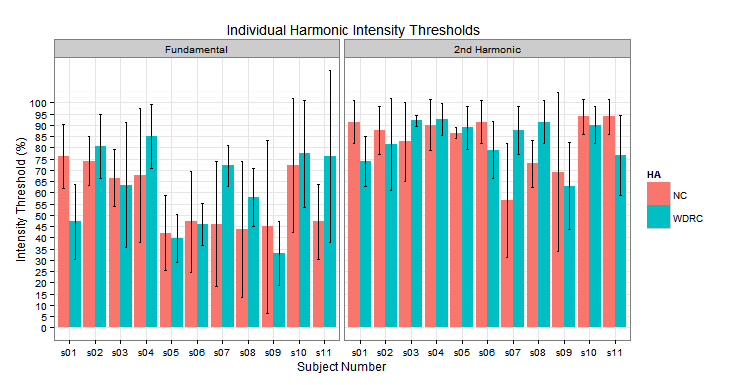 Individual Harmonic Intensity Thresholds
Fundamental
2nd Harmonic
Intensity Threshold (%)
100
95
90
85
80
75
70
65
60
55
50
45
40
35
30
25
20
15
10
5
0
s01 s02 s03 s04 s05 s06 s07 s08 s09 s10 s11
s01 s02 s03 s04 s05 s06 s07 s08 s09 s10 s11
Subject Number
HA
NC
WDRC